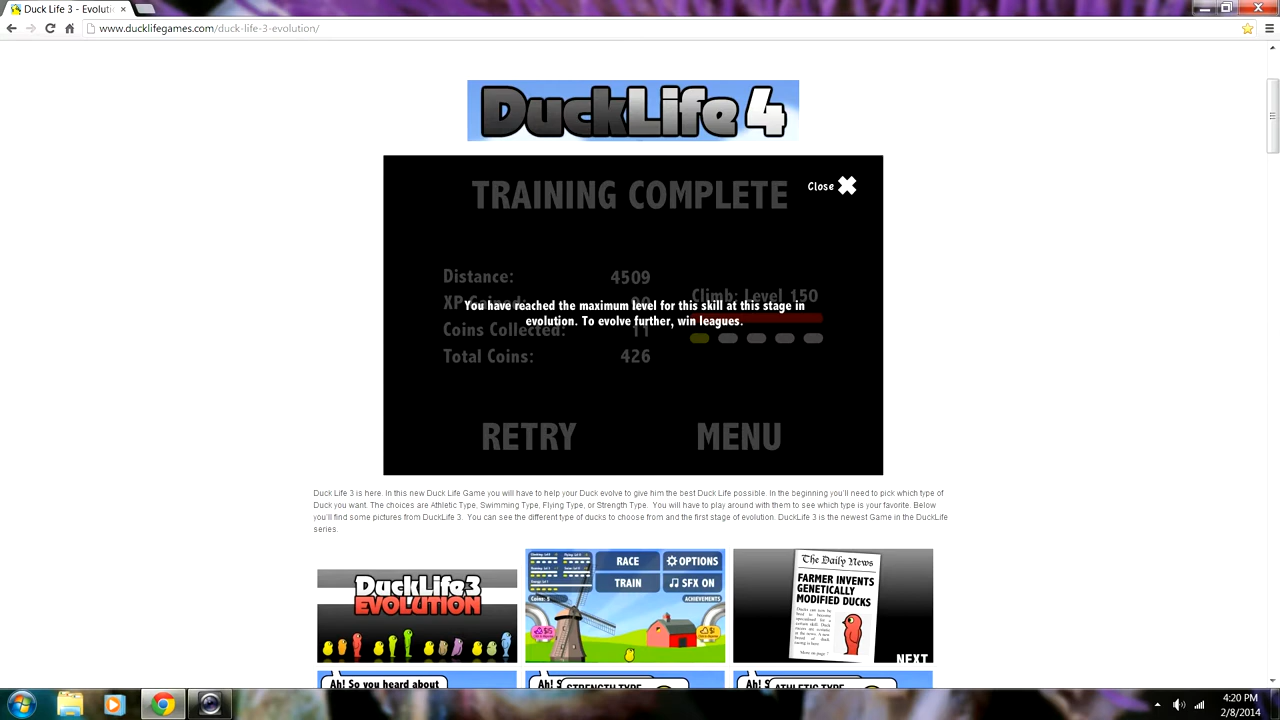 Duck Life 3 - Evoluti
www.ducklifegames.com/duck-life-3-evolution/
DuckLife 4
TRAINING COMPLETE
Close
Distance: 4509
Climb: Level 150
You have reached the maximum level for this skill at this stage in
evolution. To evolve further, win leagues.
Coins Collected: 11
Total Coins: 426
RETRY MENU
Duck Life 3 is here. In this new Duck Life Game you will have to help your Duck evolve to give him the best Duck Life possible. In the beginning you'll need to pick which type of
Duck you want. The choices are Athletic Type, Swimming Type, Flying Type, or Strength Type.  You will have to play around with them to see which type is your favorite. Below
you'll find some pictures from DuckLife 3.  You can see the different type of ducks to choose from and the first stage of evolution. DuckLife 3 is the newest Game in the DuckLife
series.
DuckLife3
EVOLUTION
RACE OPTIONS
TRAIN SFX ON
ACHIEVEMENTS
Coins: 5
The Daily News
FARMER INVENTS
GENETICALLY
MODIFIED DUCKS
NEXT
Ah! So you heard about
Ah! S
STRENGTH TYPE
Ah! S
ATHLETIC TYPE
4:20 PM
2/8/2014